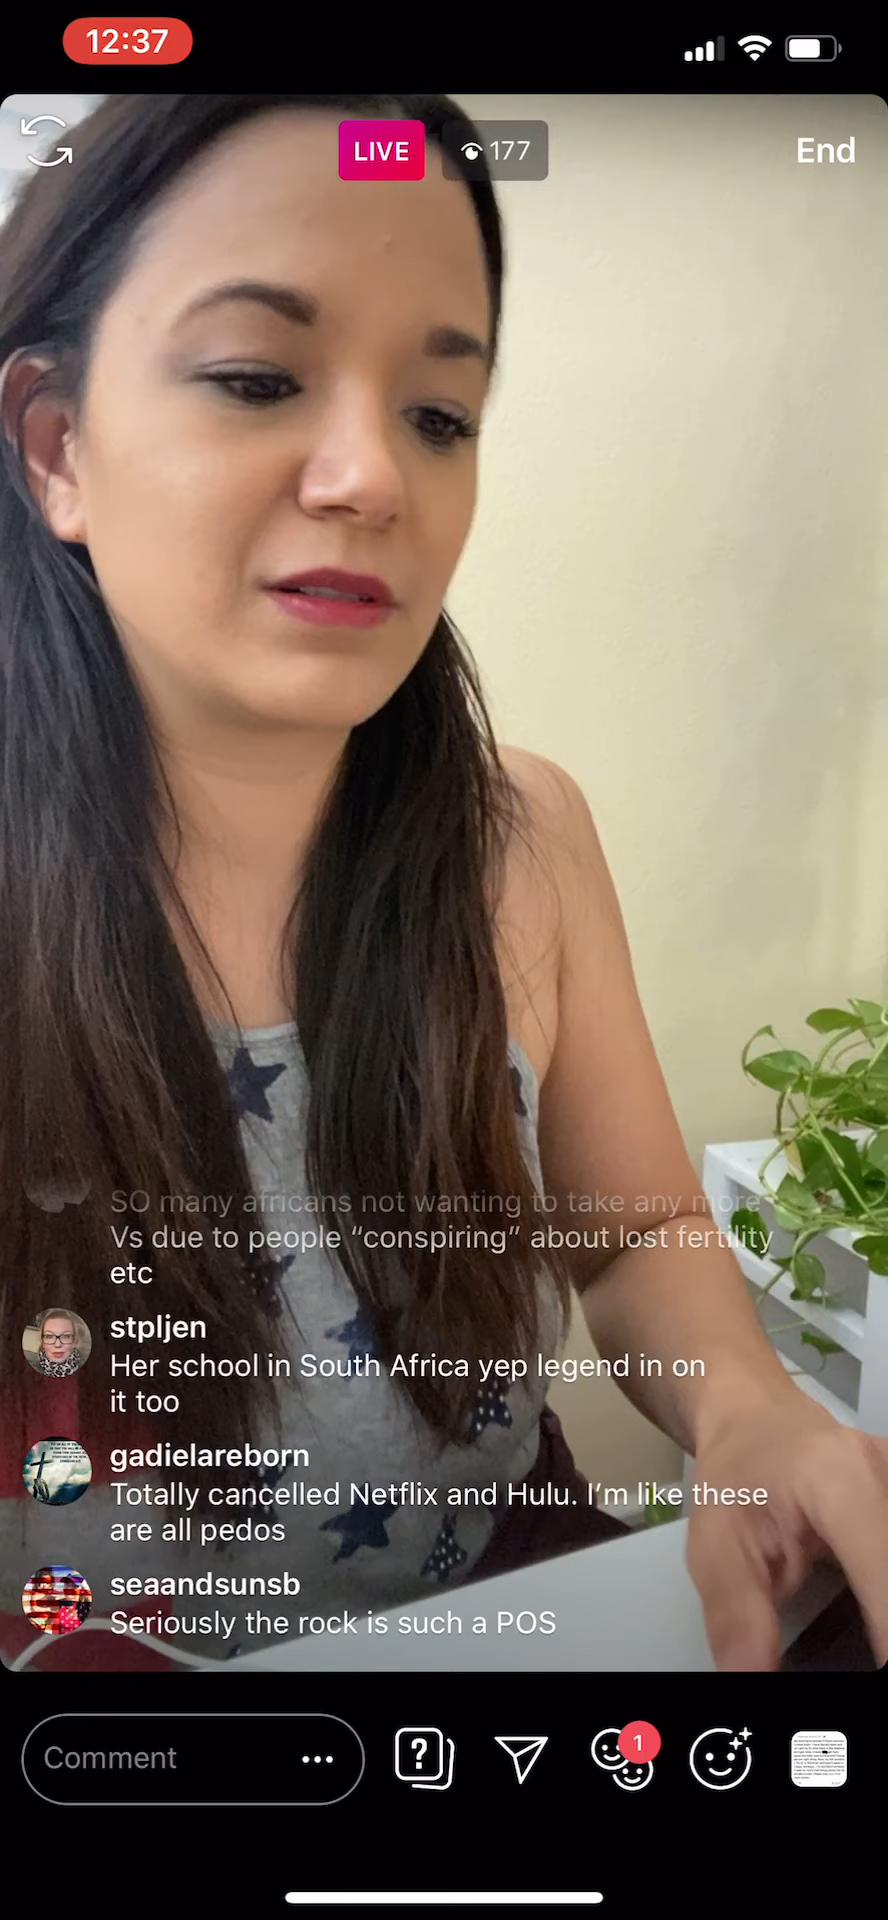 12:37
LIVE
177
End
SO many africans not wanting to take any more
Vs due to people “conspiring” about lost fertility
etc
stpljen
Her school in South Africa yep legend in on
it too
gadielareborn
Totally cancelled Netflix and Hulu. I’m like these
are all pedos
seaandsunsb
Seriously the rock is such a POS
Comment
?
1